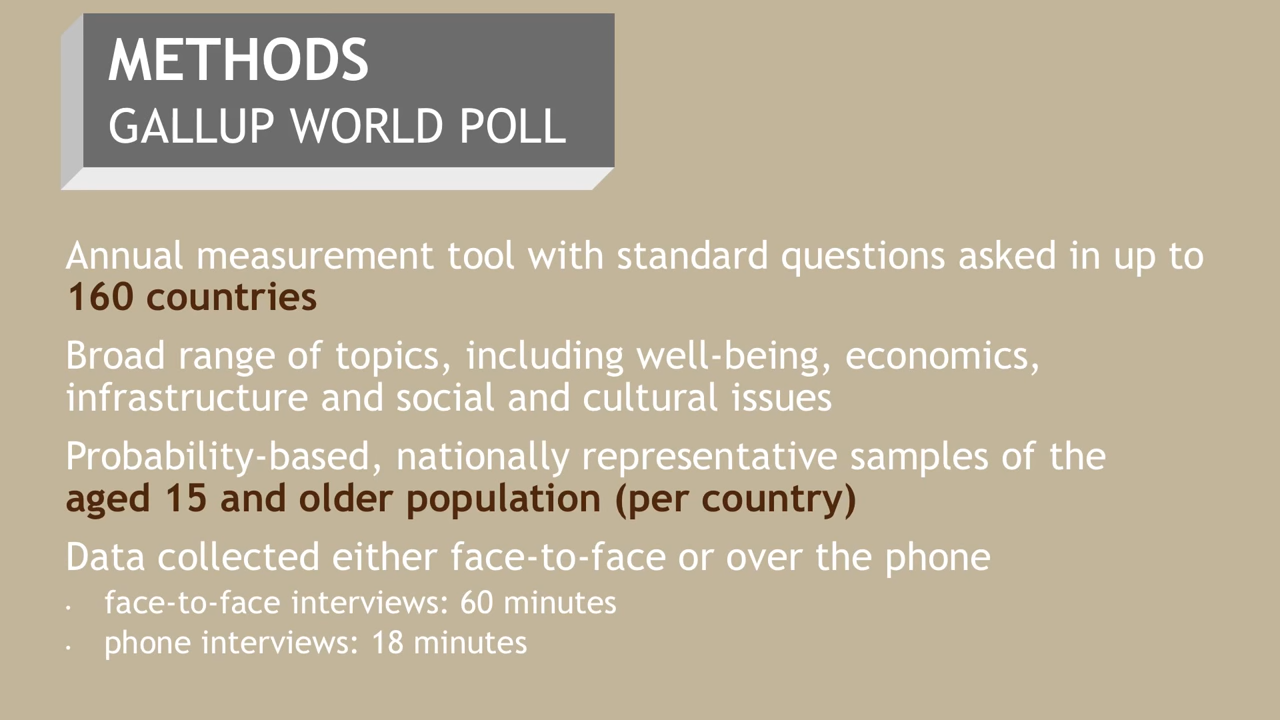 METHODS
GALLUP WORLD POLL
Annual measurement tool with standard questions asked in up to
160 countries
Broad range of topics, including well-being, economics,
infrastructure and social and cultural issues
Probability-based, nationally representative samples of the
aged 15 and older population (per country)
Data collected either face-to-face or over the phone
• face-to-face interviews: 60 minutes
• phone interviews: 18 minutes